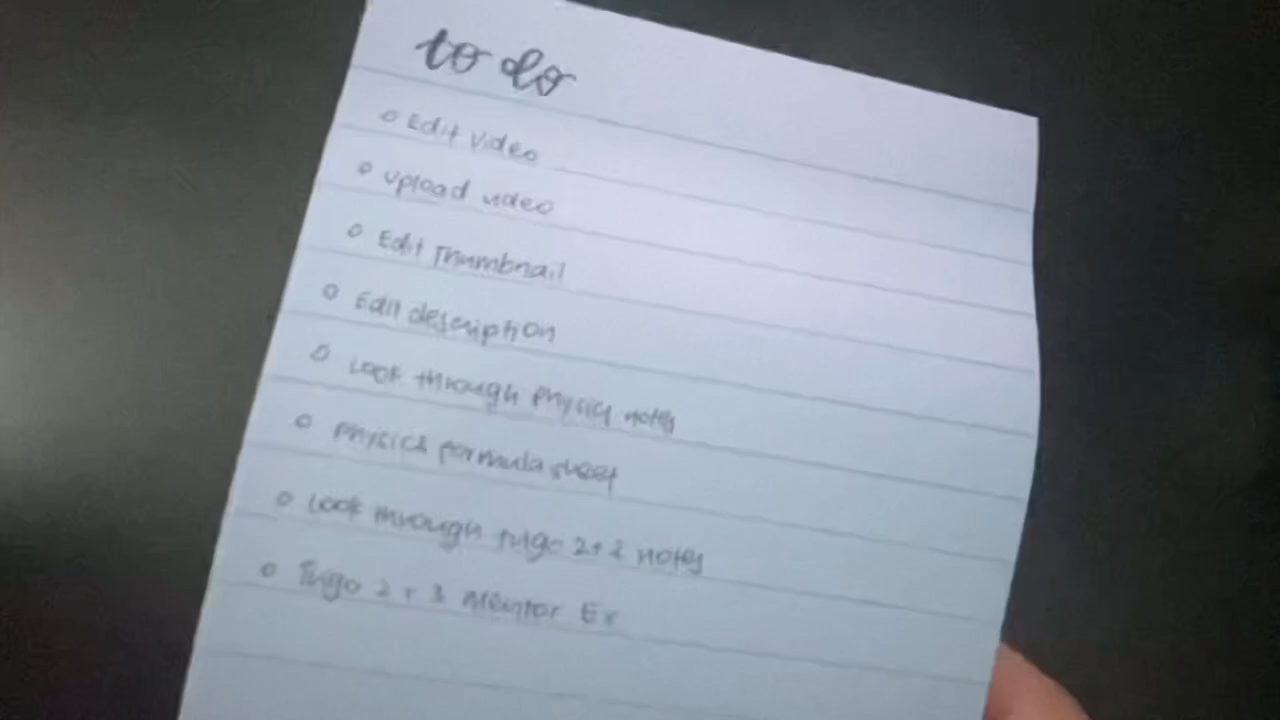 to do
o Edit video
o upload video
o Edit Thumbnail
o Edit description
o Look through physics notes
o physics formula sheet
o Look through trigo 2+ notes
o Trigo 2 + 3 Mentor Ex